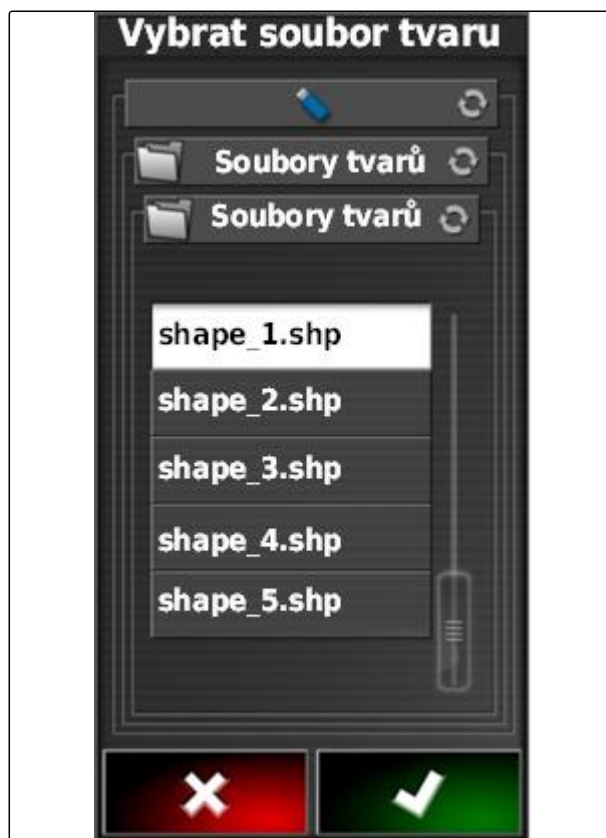 Vybrat soubor tvaru
Soubory tvarů
Soubory tvarů
shape_1.shp
shape_2.shp
shape_3.shp
shape_4.shp
shape_5.shp